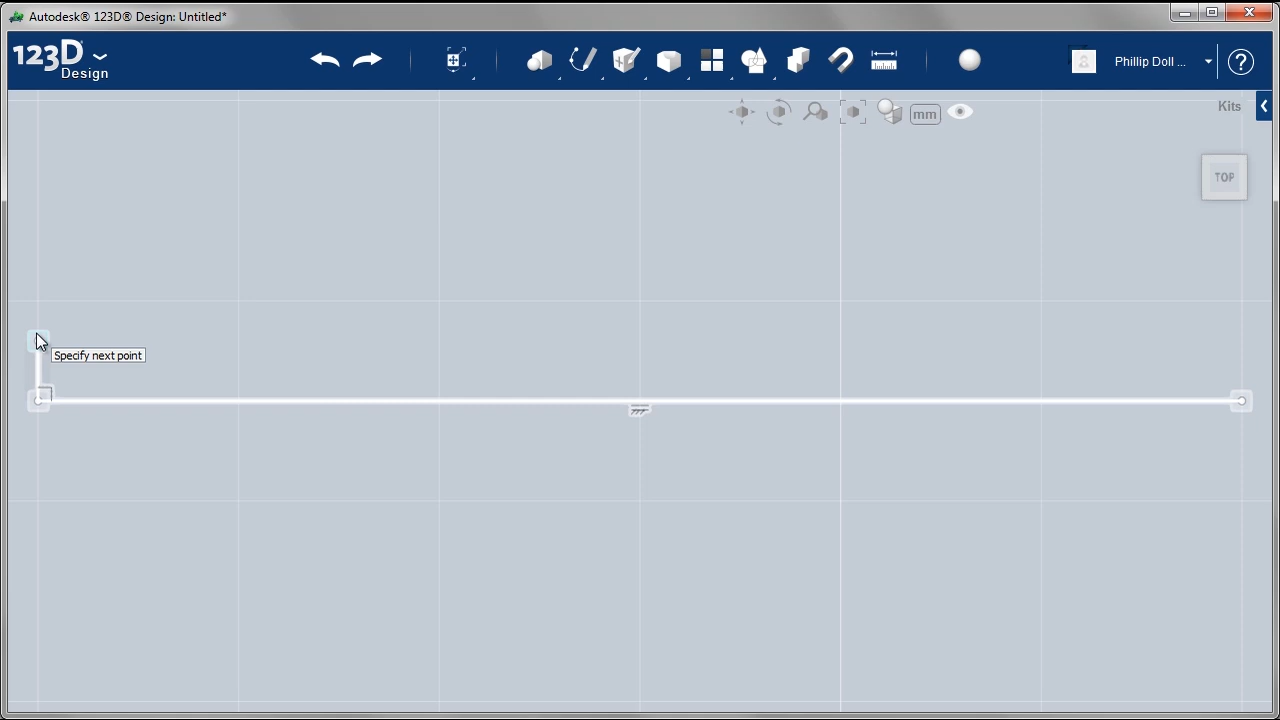 Autodesk® 123D® Design: Untitled*
123D
Design
Phillip Doll ...
?
mm
Kits
TOP
Specify next point